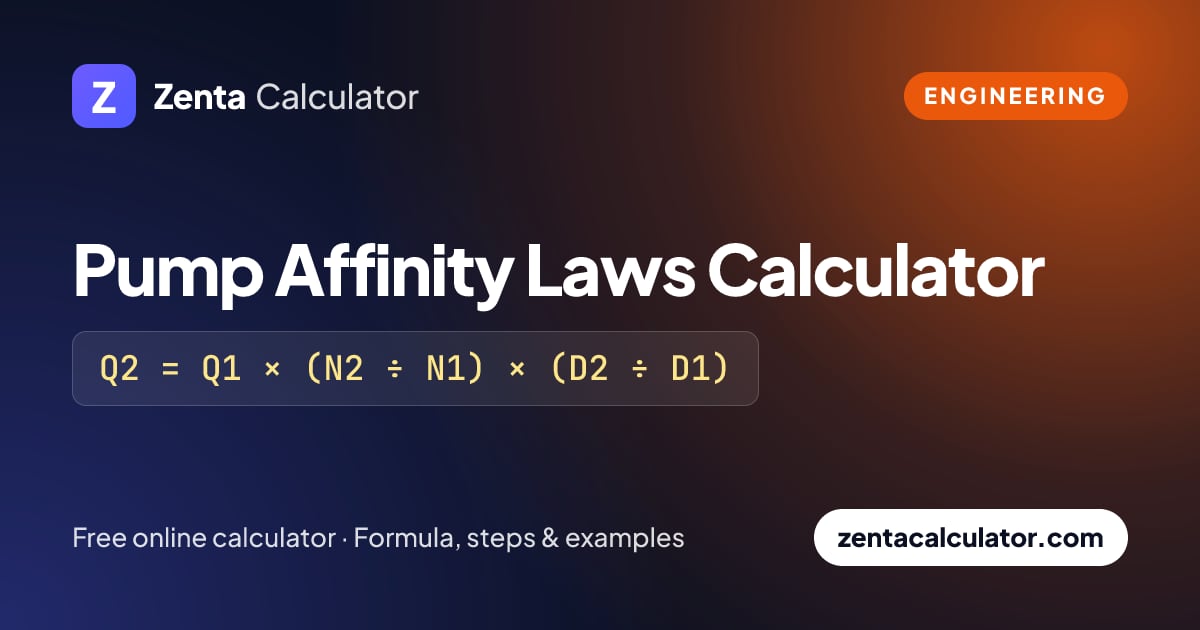 Z
Zenta Calculator
ENGINEERING
Pump Affinity Laws Calculator
Q2 = Q1 × (N2 ÷ N1) × (D2 ÷ D1)
Free online calculator · Formula, steps & examples
zentacalculator.com